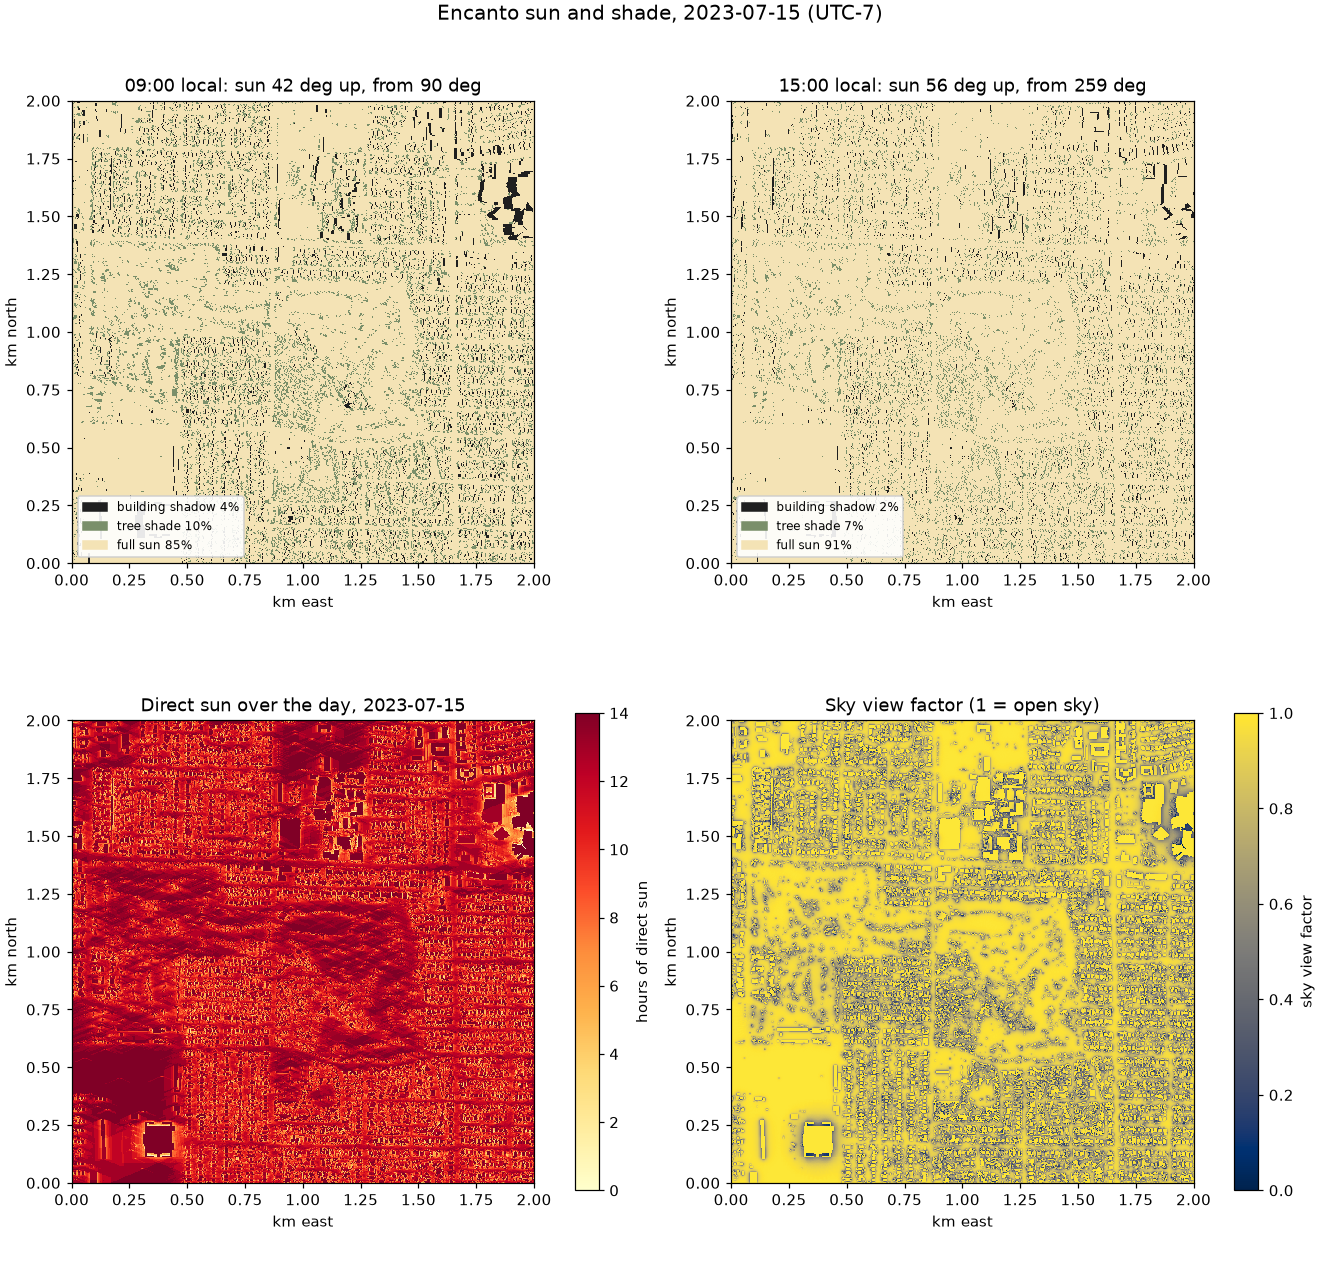 Encanto sun and shade, 2023-07-15 (UTC-7)
09:00 local: sun 42 deg up, from 90 deg
2.00
1.75
1.50
1.25
1.00
0.75
0.50
0.25
0.00
km north
building shadow 4%
tree shade 10%
full sun 85%
0.00 0.25 0.50 0.75 1.00 1.25 1.50 1.75 2.00
km east
15:00 local: sun 56 deg up, from 259 deg
2.00
1.75
1.50
1.25
1.00
0.75
0.50
0.25
0.00
km north
building shadow 2%
tree shade 7%
full sun 91%
0.00 0.25 0.50 0.75 1.00 1.25 1.50 1.75 2.00
km east
Direct sun over the day, 2023-07-15
2.00
1.75
1.50
1.25
1.00
0.75
0.50
0.25
0.00
km north
0.00 0.25 0.50 0.75 1.00 1.25 1.50 1.75 2.00
km east
14
12
10
8
6
4
2
0
hours of direct sun
Sky view factor (1 = open sky)
2.00
1.75
1.50
1.25
1.00
0.75
0.50
0.25
0.00
km north
0.00 0.25 0.50 0.75 1.00 1.25 1.50 1.75 2.00
km east
1.0
0.8
0.6
0.4
0.2
0.0
sky view factor